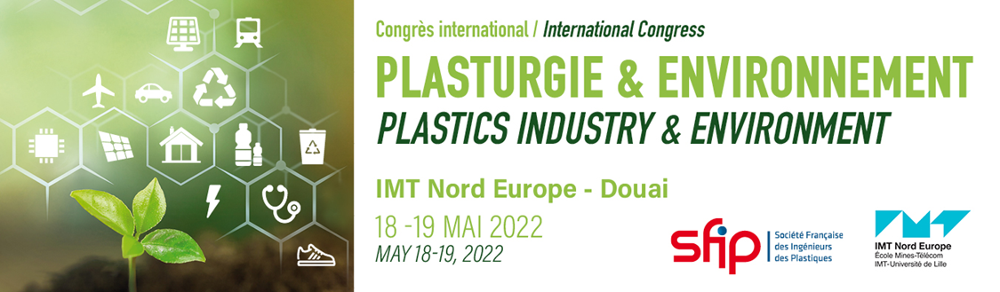 Congrès international / International Congress
PLASTURGIE & ENVIRONNEMENT
PLASTICS INDUSTRY & ENVIRONMENT
IMT Nord Europe - Douai
18 -19 MAI 2022
MAY 18-19, 2022
sfip
Société Française
des Ingénieurs
des Plastiques
IMT
IMT Nord Europe
École Mines-Télécom
IMT-Université de Lille